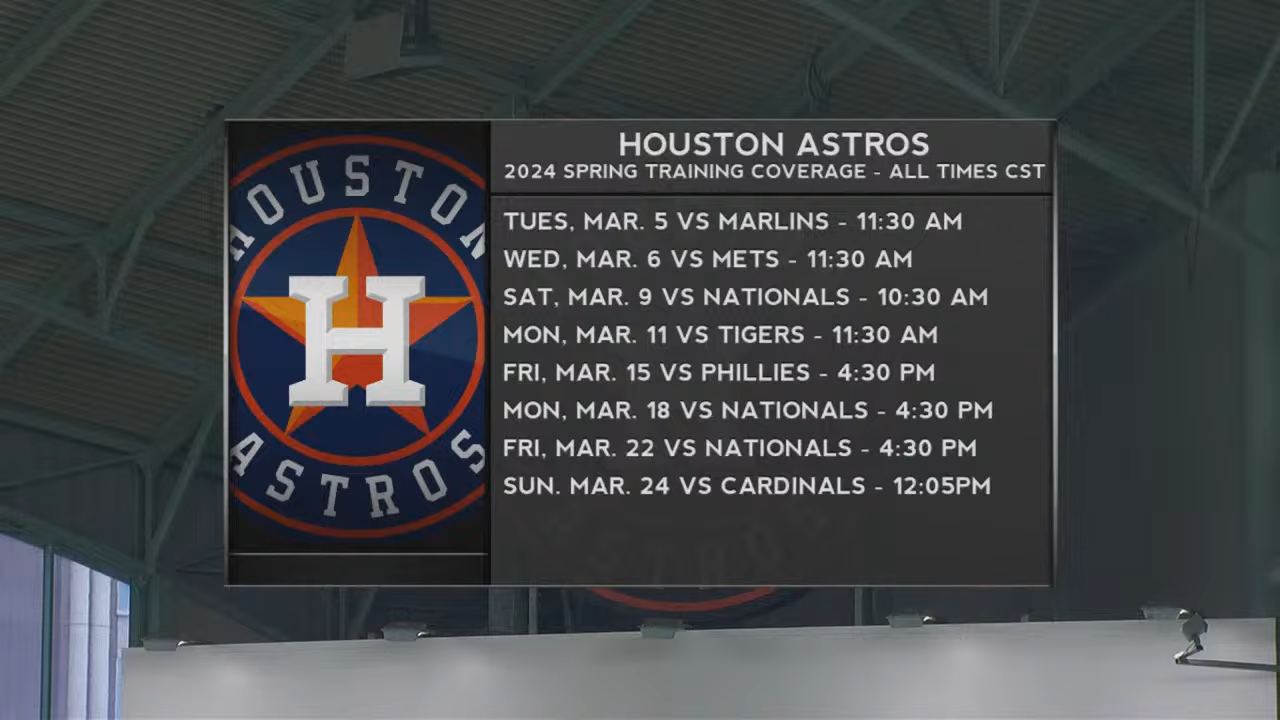 HOUSTON
H
ASTROS
HOUSTON ASTROS
2024 SPRING TRAINING COVERAGE - ALL TIMES CST
TUES, MAR. 5 VS MARLINS - 11:30 AM
WED, MAR. 6 VS METS - 11:30 AM
SAT, MAR. 9 VS NATIONALS - 10:30 AM
MON, MAR. 11 VS TIGERS - 11:30 AM
FRI, MAR. 15 VS PHILLIES - 4:30 PM
MON, MAR. 18 VS NATIONALS - 4:30 PM
FRI, MAR. 22 VS NATIONALS - 4:30 PM
SUN. MAR. 24 VS CARDINALS - 12:05PM
ASTROS